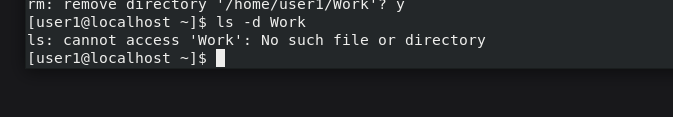 rm: remove directory '/home/user1/Work'? y
[user1@localhost ~]$ ls -d Work
ls: cannot access 'Work': No such file or directory
[user1@localhost ~]$